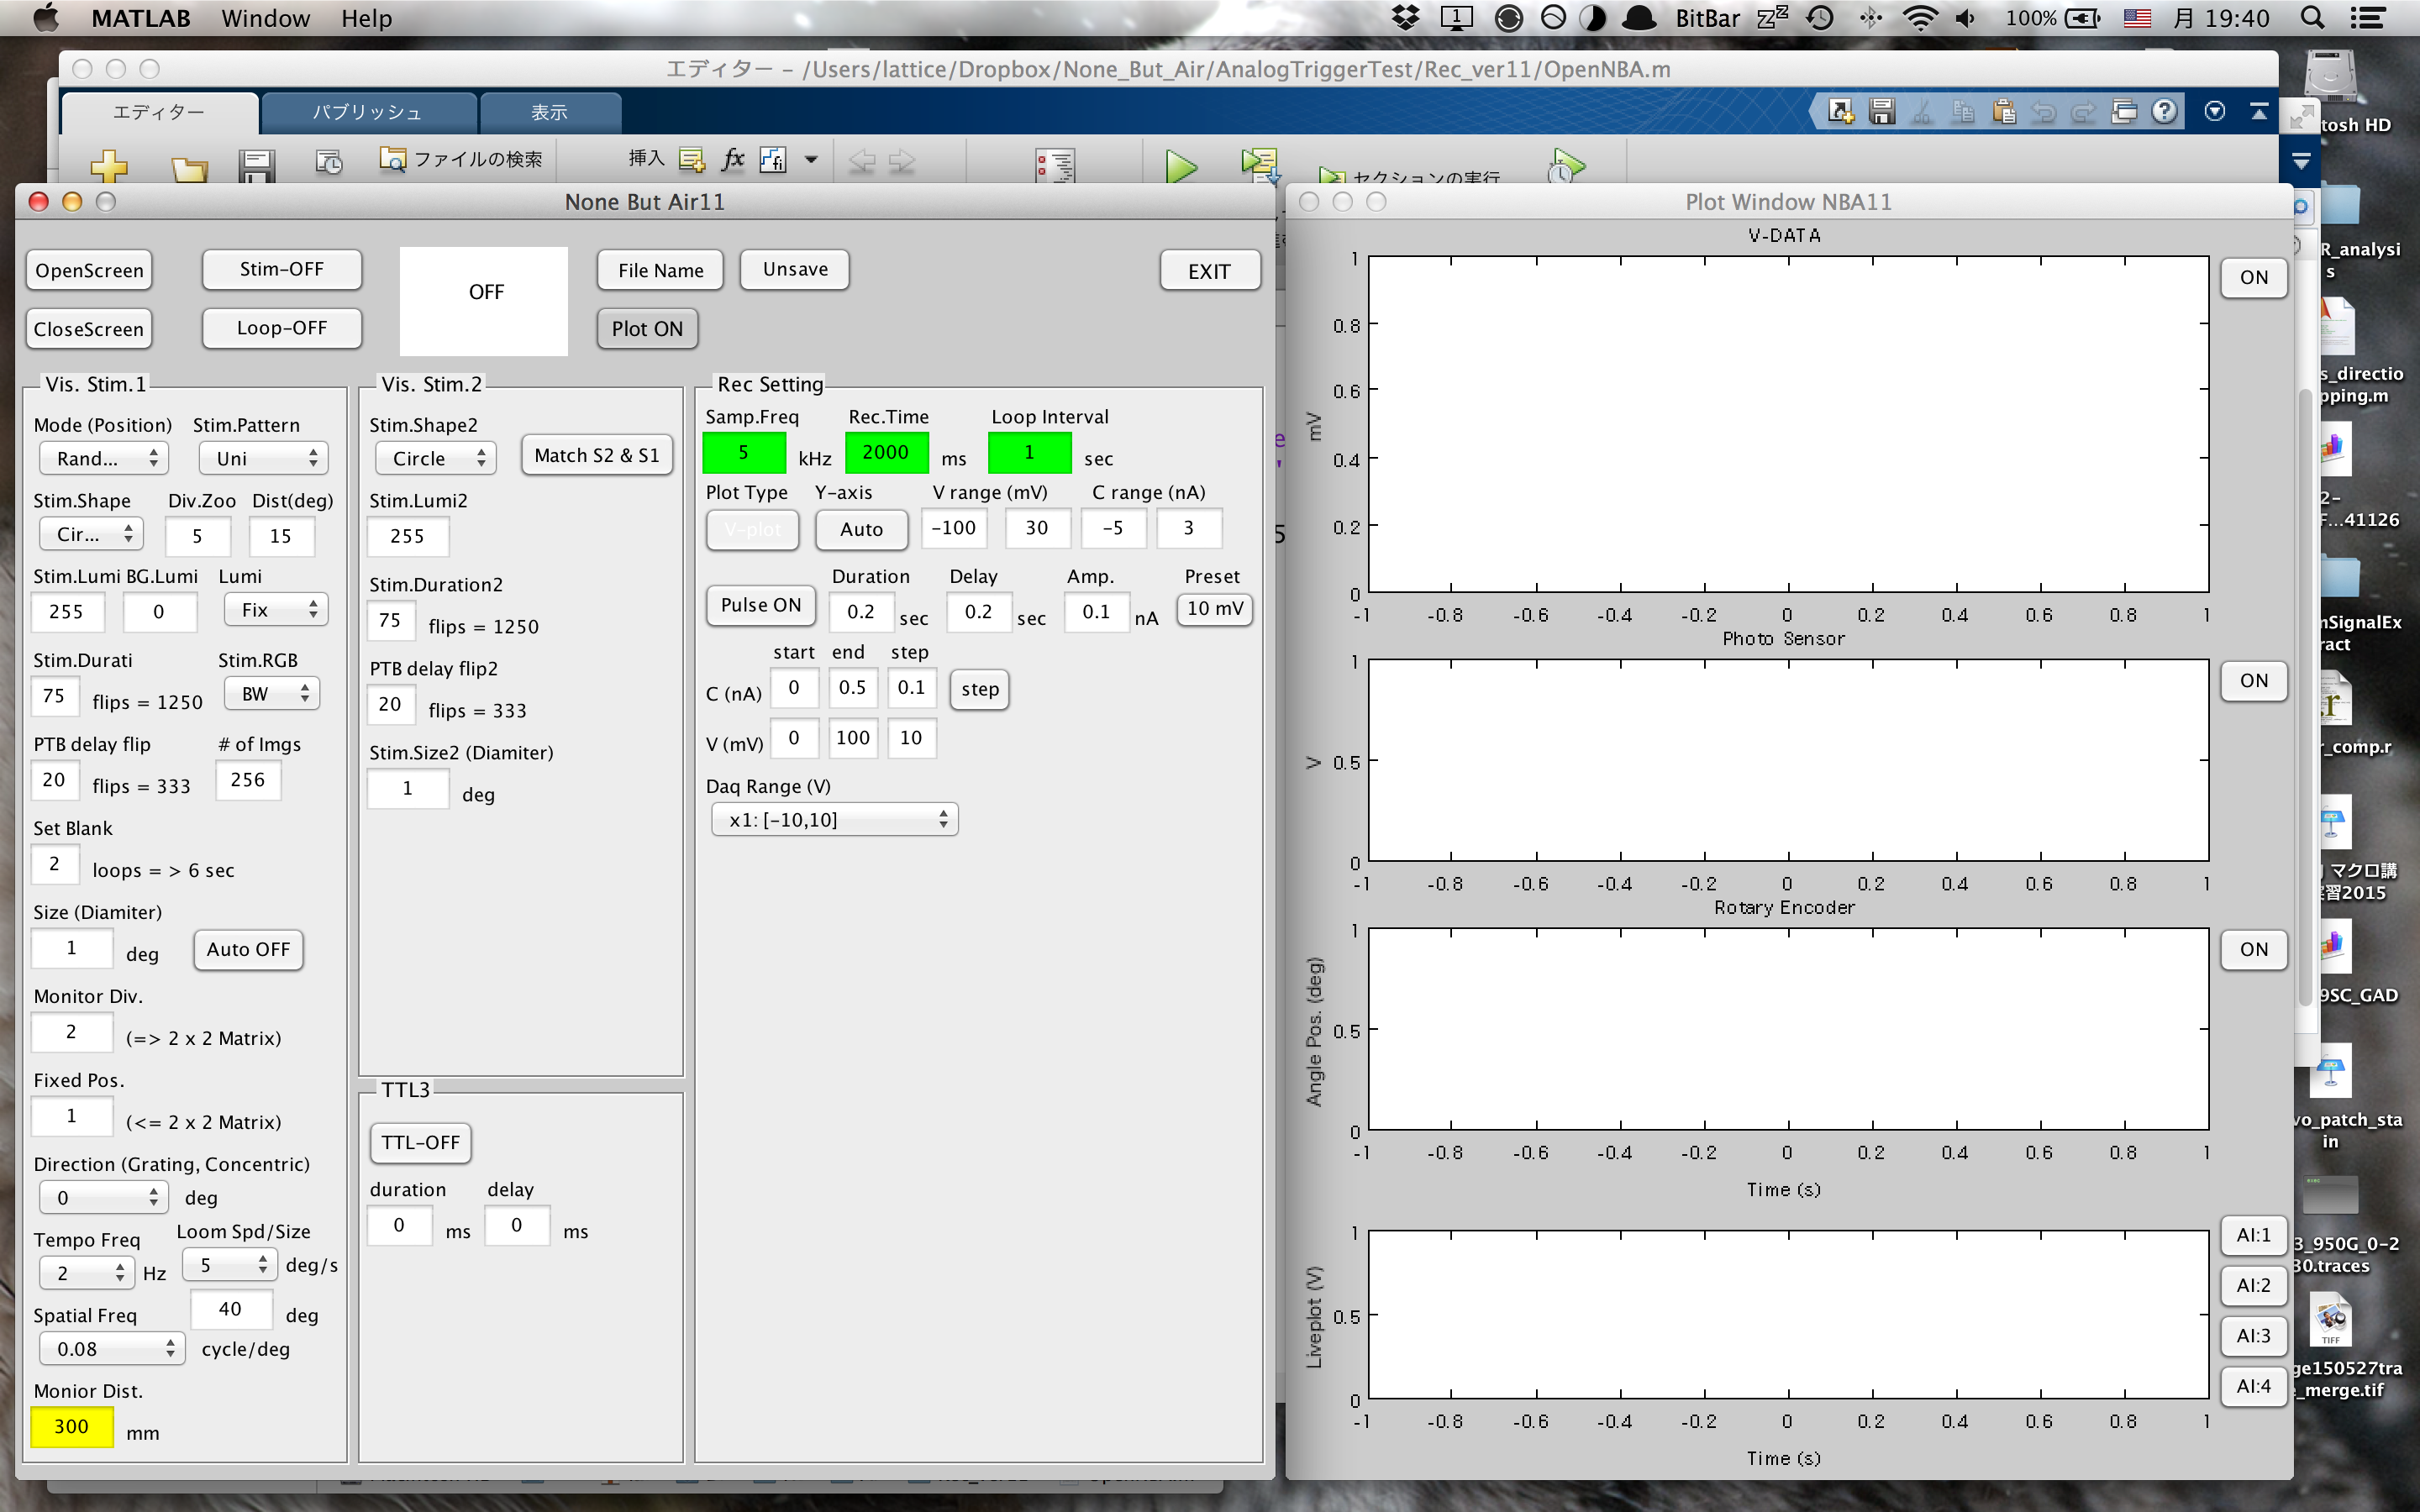 MATLAB Window Help
1 BitBar 100% 月 19:40
エディター - /Users/lattice/Dropbox/None_But_Air/AnalogTriggerTest/Rec_ver11/OpenNBA.m
エディター パブリッシュ 表示
ファイルの検索 挿入 fx fi セクションの実行
None But Air11
OpenScreen Stim-OFF OFF File Name Unsave EXIT
CloseScreen Loop-OFF Plot ON
Vis. Stim.1
Mode (Position) Stim.Pattern
Rand... Uni
Stim.Shape Div.Zoo Dist(deg)
Cir... 5 15
Stim.Lumi BG.Lumi Lumi
255 0 Fix
Stim.Durati Stim.RGB
75 flips = 1250 BW
PTB delay flip # of Imgs
20 flips = 333 256
Set Blank
2 loops = > 6 sec
Size (Diamiter)
1 deg Auto OFF
Monitor Div.
2 (=> 2 x 2 Matrix)
Fixed Pos.
1 (<= 2 x 2 Matrix)
Direction (Grating, Concentric)
0 deg
Tempo Freq Loom Spd/Size
2 Hz 5 deg/s
40 deg
Spatial Freq
0.08 cycle/deg
Monior Dist.
300 mm
Vis. Stim.2
Stim.Shape2
Circle Match S2 & S1
Stim.Lumi2
255
Stim.Duration2
75 flips = 1250
PTB delay flip2
20 flips = 333
Stim.Size2 (Diamiter)
1 deg
TTL3
TTL-OFF
duration delay
0 ms 0 ms
Rec Setting
Samp.Freq Rec.Time Loop Interval
5 kHz 2000 ms 1 sec
Plot Type Y-axis V range (mV) C range (nA)
V-plot Auto -100 30 -5 3
Duration Delay Amp. Preset
Pulse ON 0.2 sec 0.2 sec 0.1 nA 10 mV
start end step
C (nA) 0 0.5 0.1 step
V (mV) 0 100 10
Daq Range (V)
x1: [-10,10]
Plot Window NBA11
V-DATA
ON
mV
1
0.8
0.6
0.4
0.2
0
-1 -0.8 -0.6 -0.4 -0.2 0 0.2 0.4 0.6 0.8 1
Photo Sensor
ON
V
1
0.5
0
-1 -0.8 -0.6 -0.4 -0.2 0 0.2 0.4 0.6 0.8 1
Rotary Encoder
ON
Angle Pos. (deg)
1
0.5
0
-1 -0.8 -0.6 -0.4 -0.2 0 0.2 0.4 0.6 0.8 1
Time (s)
Liveplot (V)
1
0.5
0
-1 -0.8 -0.6 -0.4 -0.2 0 0.2 0.4 0.6 0.8 1
Time (s)
AI:1
AI:2
AI:3
AI:4
tosh HD
R_analysi
s
s_directio
pping.m
2-
F...41126
nSignalEx
ract
r_comp.r
マクロ講
習2015
9SC_GAD
vo_patch_sta
in
3_950G_0-2
30.traces
TIFF
ge150527tra
_merge.tif